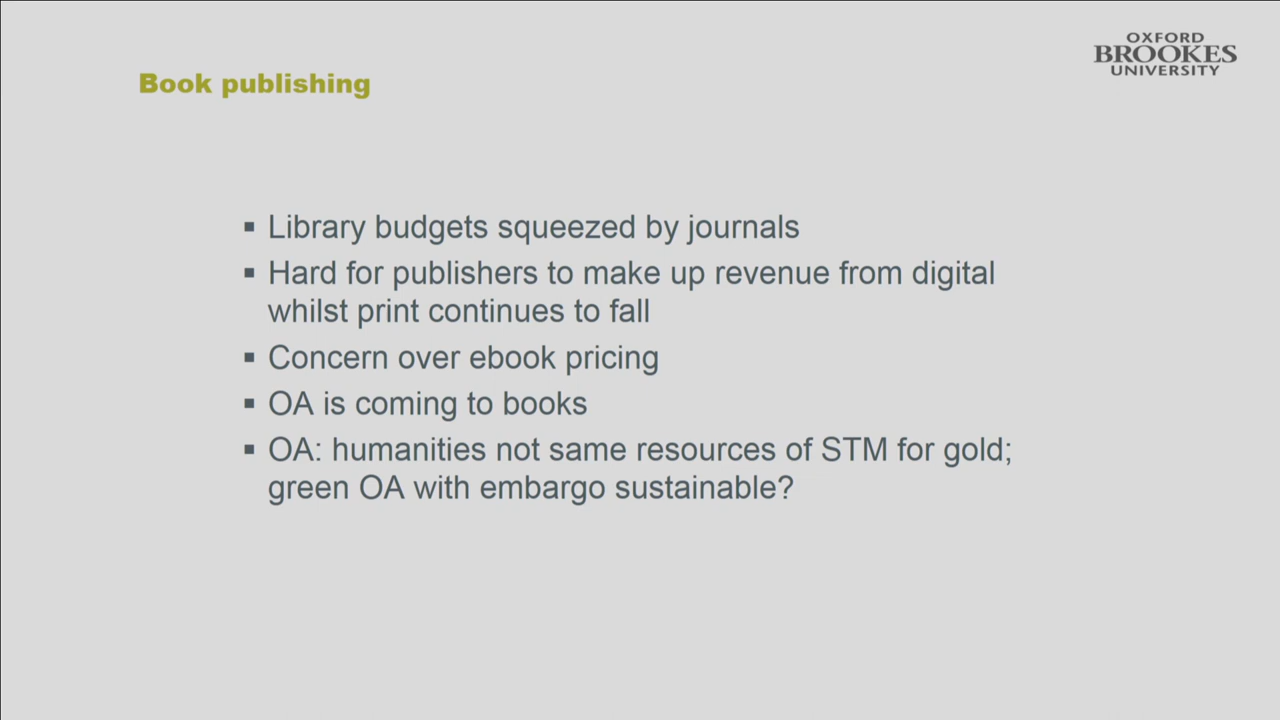 OXFORD
BROOKES
UNIVERSITY
Book publishing
▪ Library budgets squeezed by journals
▪ Hard for publishers to make up revenue from digital
whilst print continues to fall
▪ Concern over ebook pricing
▪ OA is coming to books
▪ OA: humanities not same resources of STM for gold;
green OA with embargo sustainable?